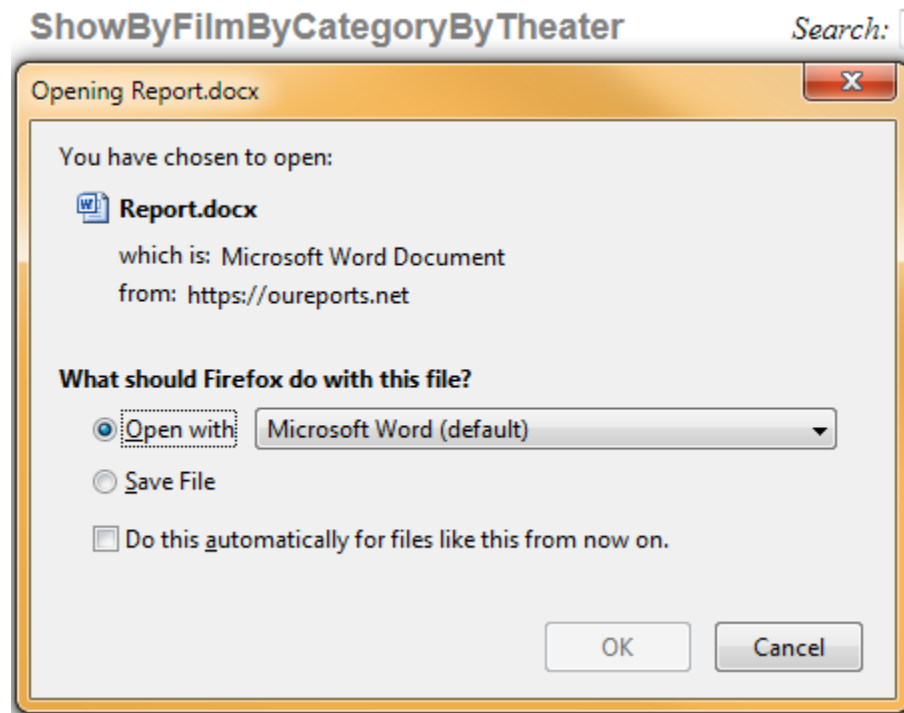 ShowByFilmByCategoryByTheater Search:
Opening Report.docx
You have chosen to open:
Report.docx
which is: Microsoft Word Document
from: https://oureports.net
What should Firefox do with this file?
Open with Microsoft Word (default)
Save File
Do this automatically for files like this from now on.
OK Cancel